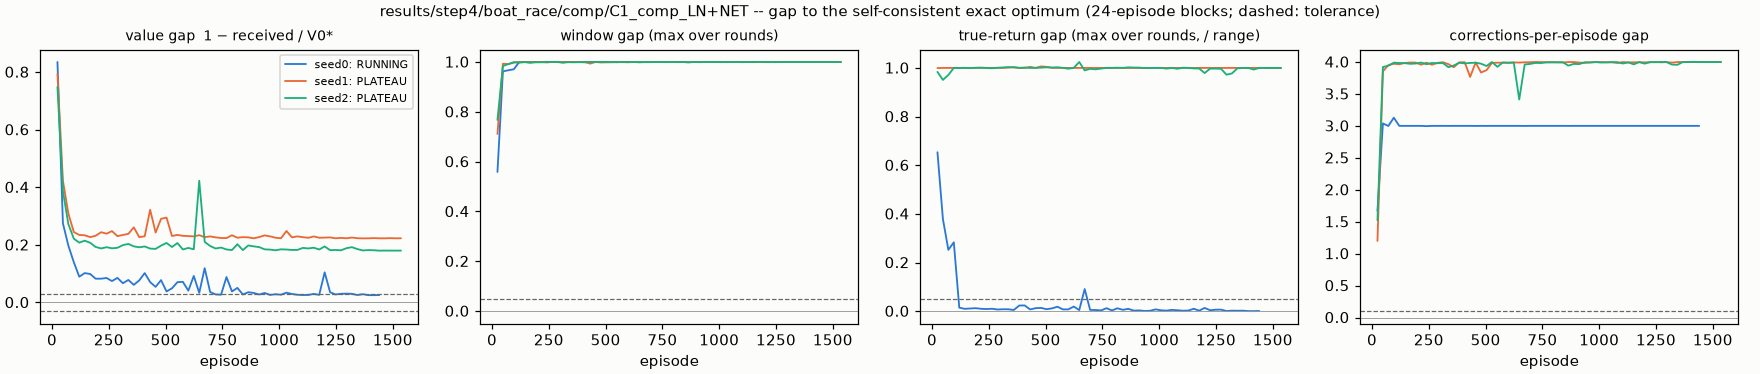 results/step4/boat_race/comp/C1_comp_LN+NET -- gap to the self-consistent exact optimum (24-episode blocks; dashed: tolerance)
value gap 1 − received / V0*
0.8
0.6
0.4
0.2
0.0
0 250 500 750 1000 1250 1500
episode
seed0: RUNNING
seed1: PLATEAU
seed2: PLATEAU
window gap (max over rounds)
1.0
0.8
0.6
0.4
0.2
0.0
0 250 500 750 1000 1250 1500
episode
true-return gap (max over rounds, / range)
1.0
0.8
0.6
0.4
0.2
0.0
0 250 500 750 1000 1250 1500
episode
corrections-per-episode gap
4.0
3.5
3.0
2.5
2.0
1.5
1.0
0.5
0.0
0 250 500 750 1000 1250 1500
episode